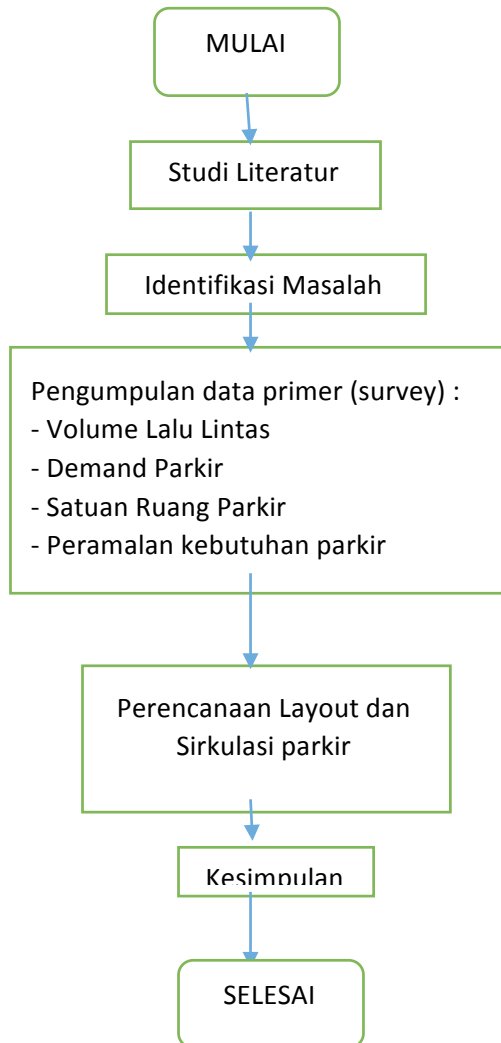 MULAI
Studi Literatur
Identifikasi Masalah
Pengumpulan data primer (survey) :
- Volume Lalu Lintas
- Demand Parkir
- Satuan Ruang Parkir
- Peramalan kebutuhan parkir
Perencanaan Layout dan
Sirkulasi parkir
Kesimpulan
SELESAI